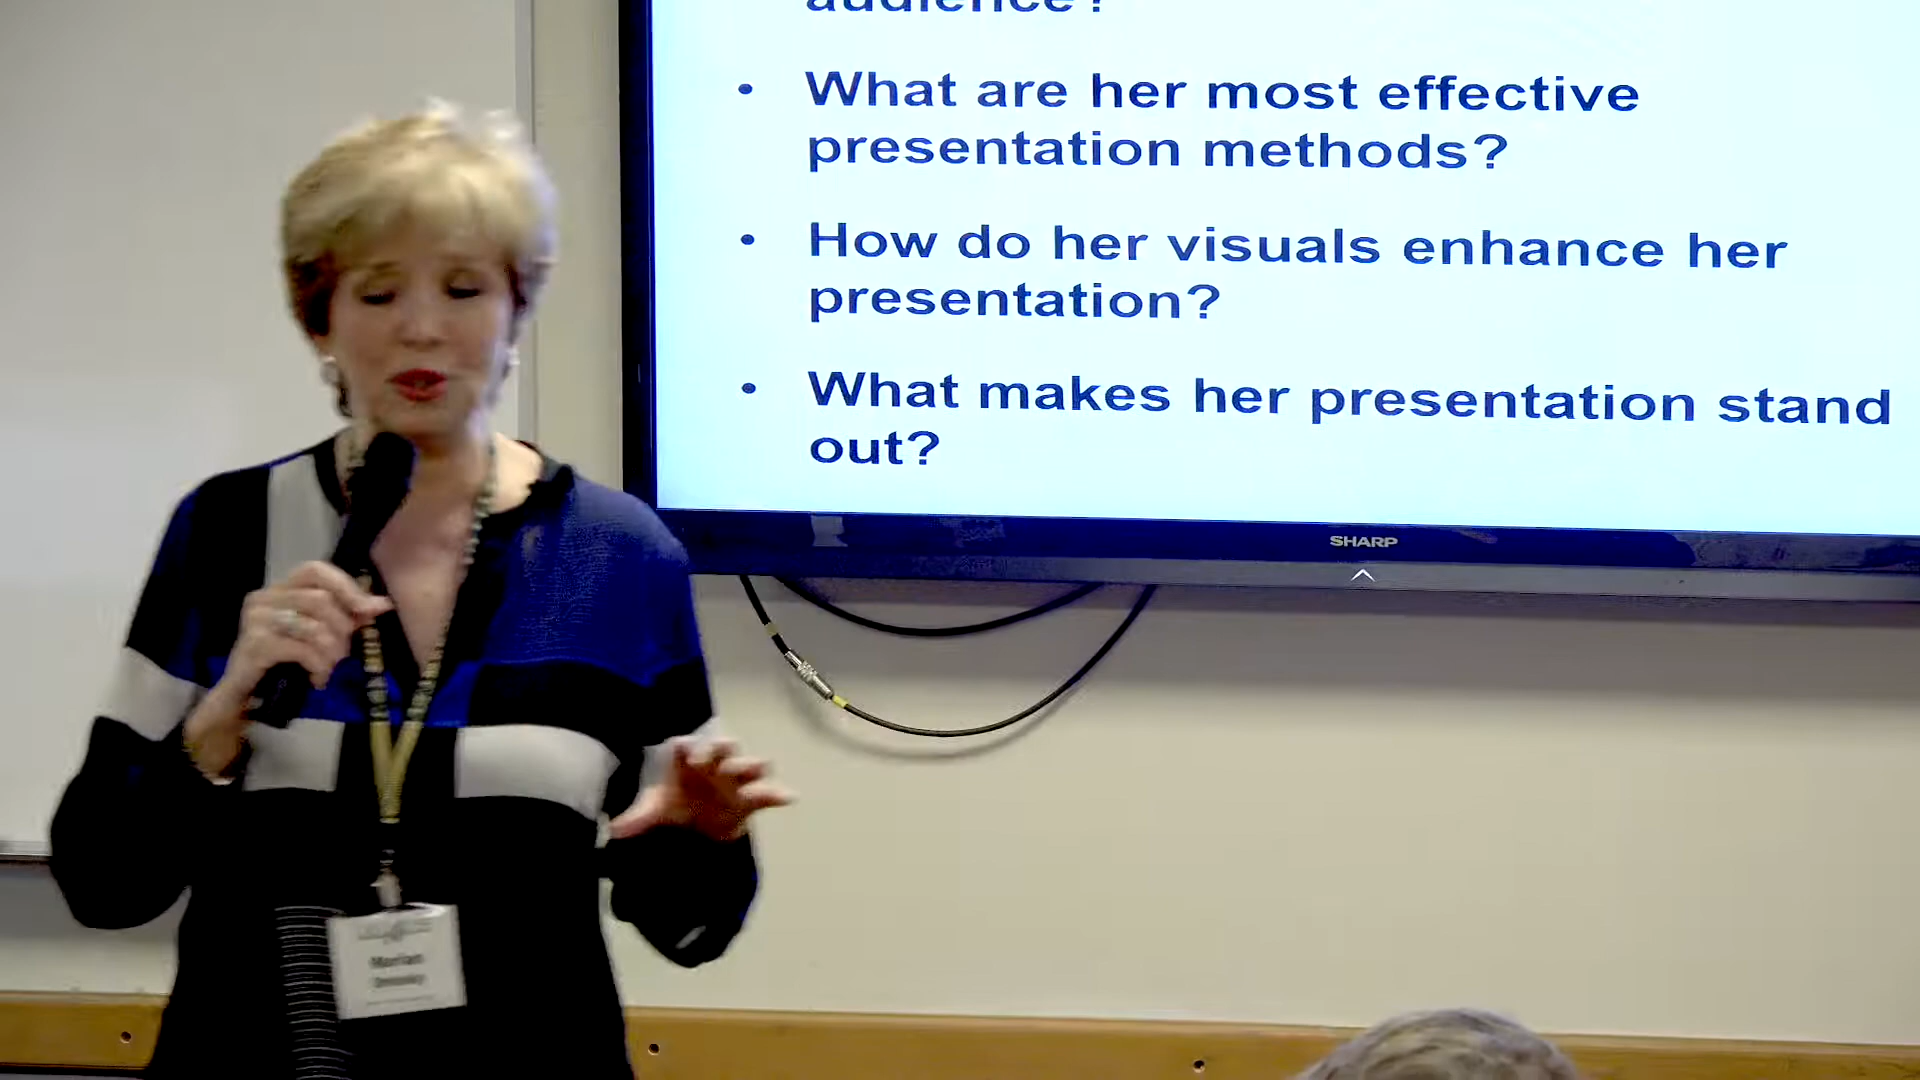 audience?
• What are her most effective
presentation methods?
• How do her visuals enhance her
presentation?
• What makes her presentation stand
out?
SHARP